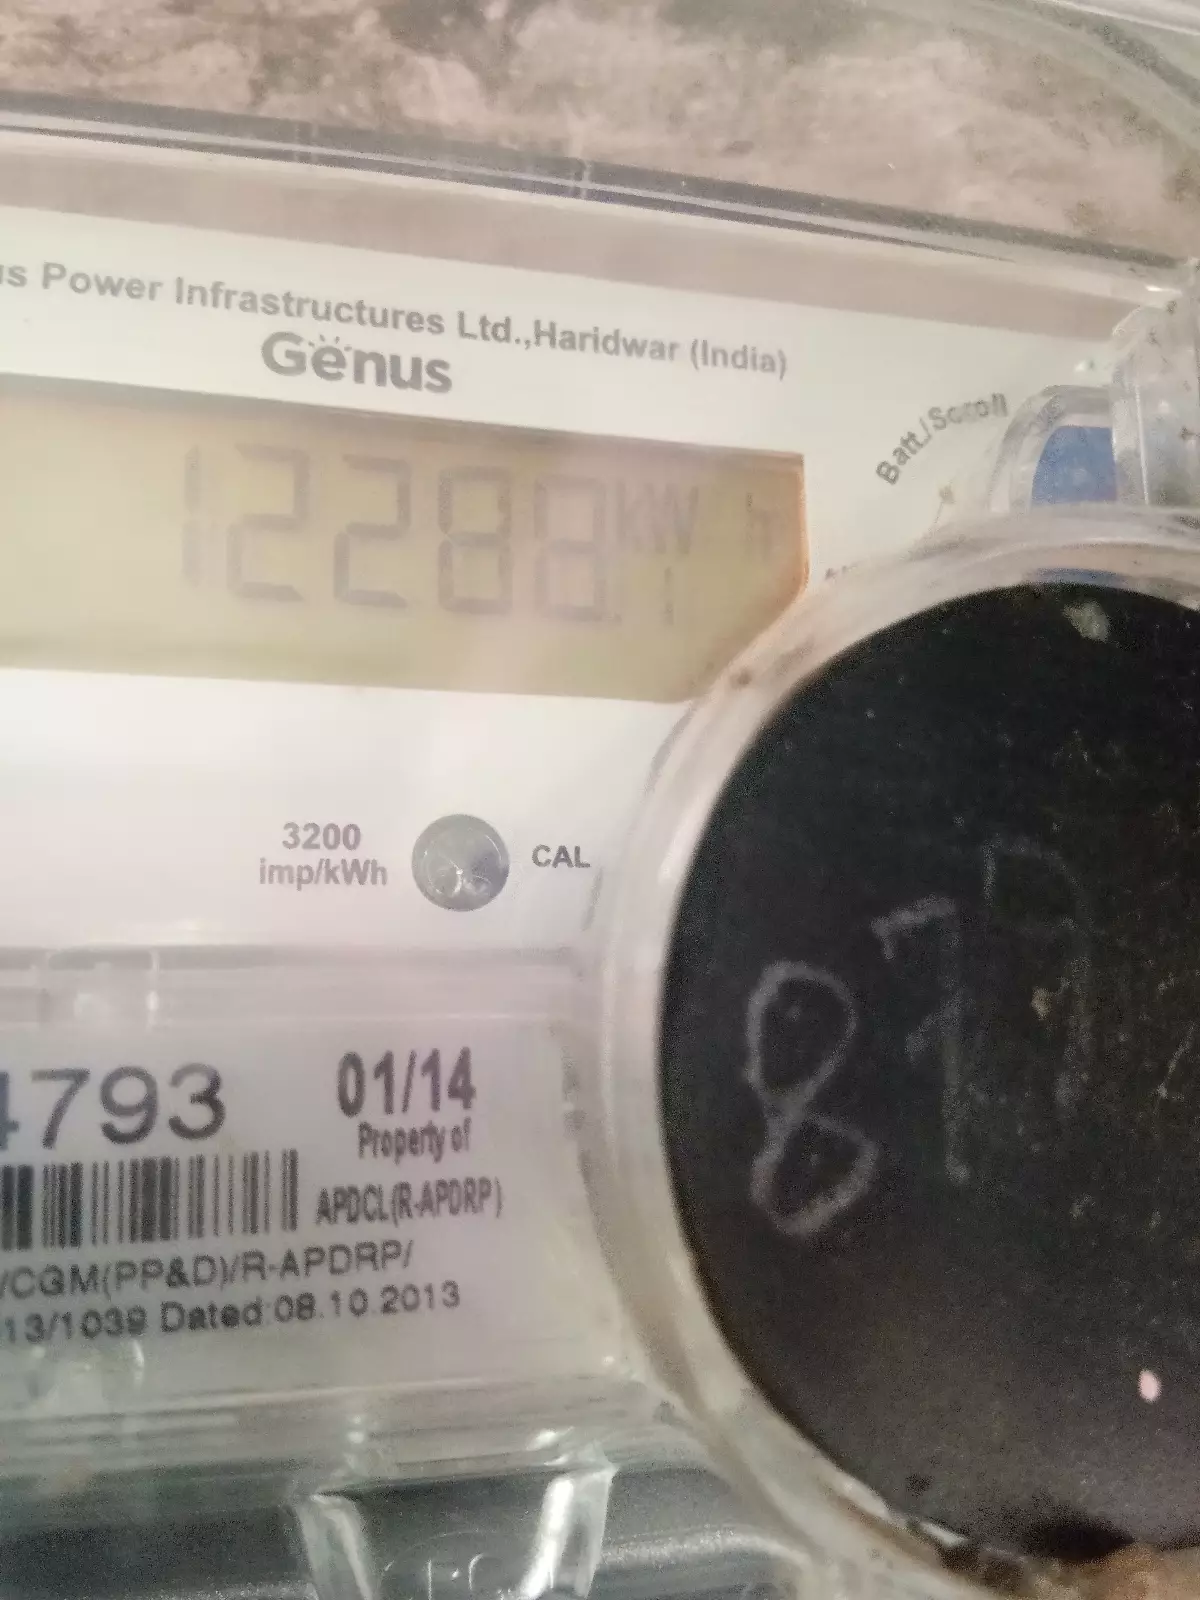 Power Infrastructures Ltd.,Haridwar (India)
Genus
Batt./Scroll
12288.1 kWh
3200
imp/kWh
CAL
4793
01/14
Property of
APDCL(R-APDRP)
/CGM(PP&D)/R-APDRP/
13/1039 Dated:08.10.2013
87